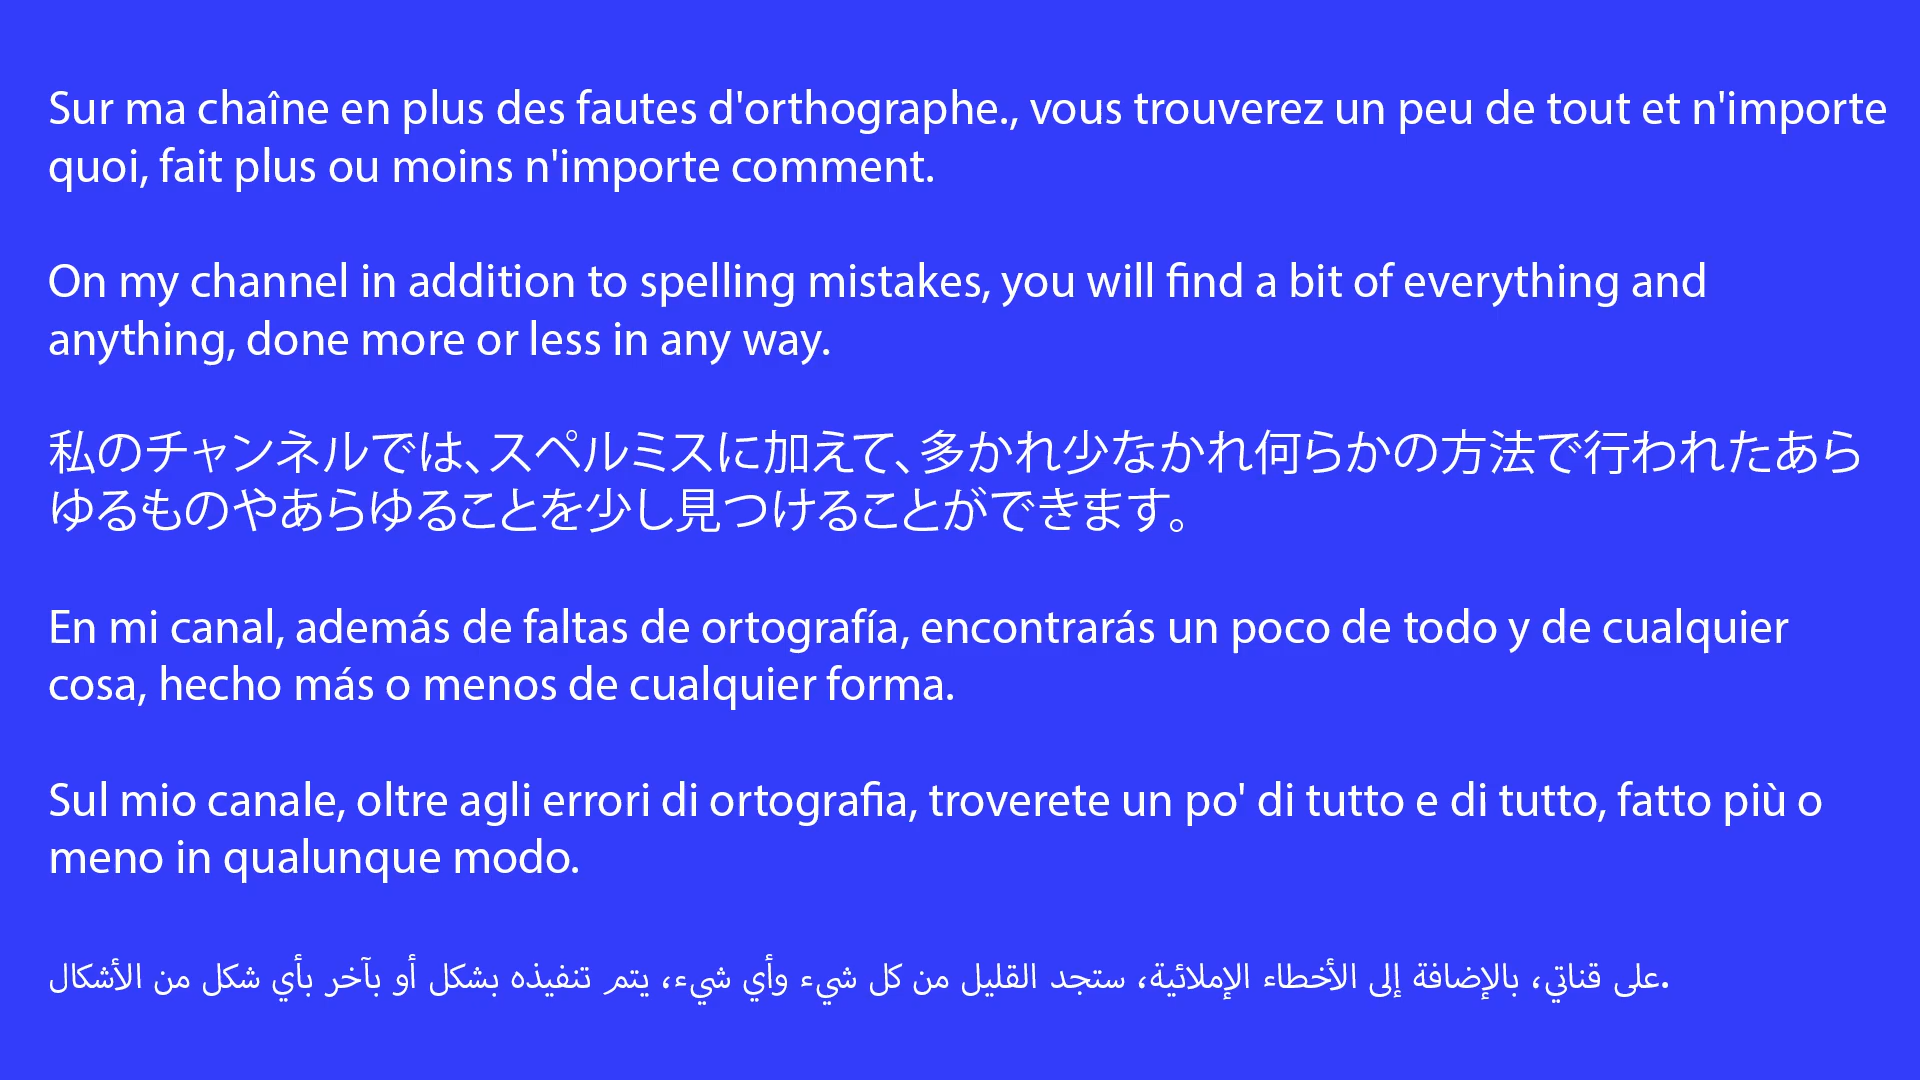 Sur ma chaîne en plus des fautes d'orthographe., vous trouverez un peu de tout et n'importe
quoi, fait plus ou moins n'importe comment.
On my channel in addition to spelling mistakes, you will find a bit of everything and
anything, done more or less in any way.
私のチャンネルでは、スペルミスに加えて、多かれ少なかれ何らかの方法で行われたあら
ゆるものやあらゆることを少し見つけることができます。
En mi canal, además de faltas de ortografía, encontrarás un poco de todo y de cualquier
cosa, hecho más o menos de cualquier forma.
Sul mio canale, oltre agli errori di ortografia, troverete un po' di tutto e di tutto, fatto più o
meno in qualunque modo.
على قناتي، بالإضافة إلى الأخطاء الإملائية، ستجد القليل من كل شيء وأي شيء، يتم تنفيذه بشكل أو بآخر بأي شكل من الأشكال.